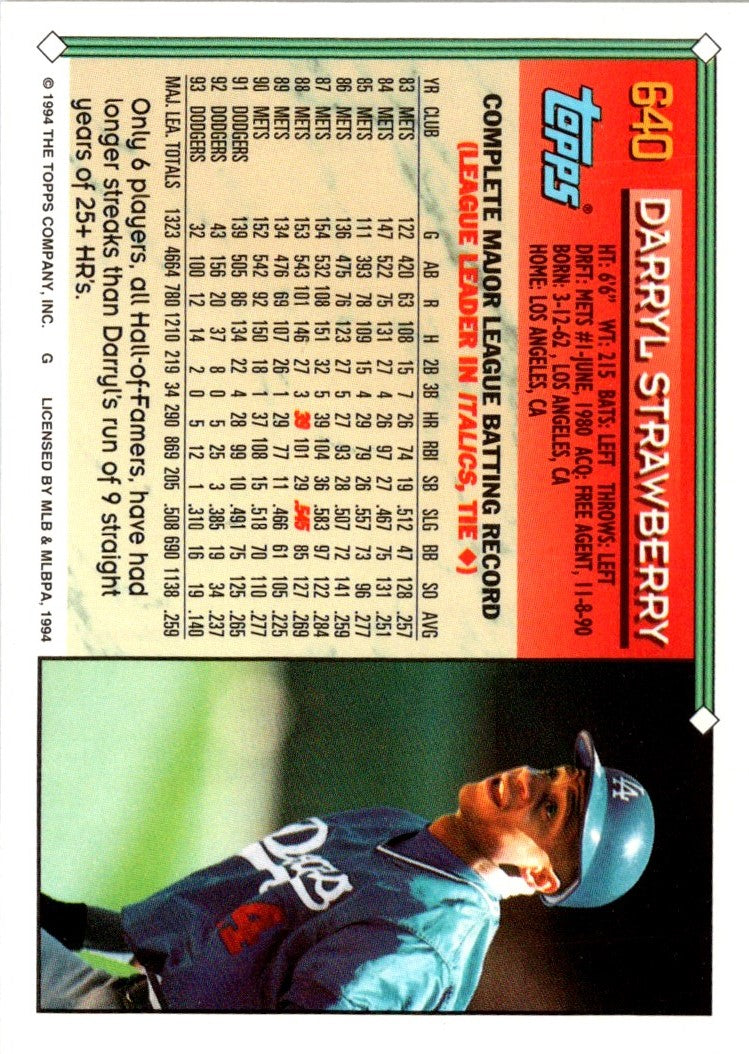 640 DARRYL STRAWBERRY
topps®
HT: 6'6" WT: 215 BATS: LEFT THROWS: LEFT
DRFT: METS #1-JUNE, 1980 ACQ: FREE AGENT, 11-8-90
BORN: 3-12-62, LOS ANGELES, CA
HOME: LOS ANGELES, CA
COMPLETE MAJOR LEAGUE BATTING RECORD
(LEAGUE LEADER IN ITALICS, TIE ♦)
YR CLUB G AB R H 2B 3B HR RBI SB SLG BB SO AVG
83 METS 122 420 63 108 15 7 26 74 19 .512 47 128 .257
84 METS 147 522 75 131 27 4 26 97 27 .467 75 131 .251
85 METS 111 393 78 109 15 4 29 79 26 .557 73 96 .277
86 METS 136 475 76 123 27 5 27 93 28 .507 72 141 .259
87 METS 154 532 108 151 32 5 39 104 36 .583 97 122 .284
88 METS 153 543 101 146 27 3 39 101 29 .545 85 127 .269
89 METS 134 476 69 107 26 1 29 77 11 .466 61 105 .225
90 METS 152 542 92 150 18 1 37 108 15 .518 70 110 .277
91 DODGERS 139 505 86 134 22 4 28 99 10 .491 75 125 .265
92 DODGERS 43 156 20 37 8 0 5 25 3 .385 19 34 .237
93 DODGERS 32 100 12 14 2 0 5 12 1 .310 16 19 .140
MAJ. LEA. TOTALS 1323 4664 780 1210 219 34 290 869 205 .508 690 1138 .259
Only 6 players, all Hall-of-Famers, have had
longer streaks than Darryl's run of 9 straight
years of 25+ HR's.
© 1994 THE TOPPS COMPANY, INC. G LICENSED BY MLB & MLBPA, 1994
LA